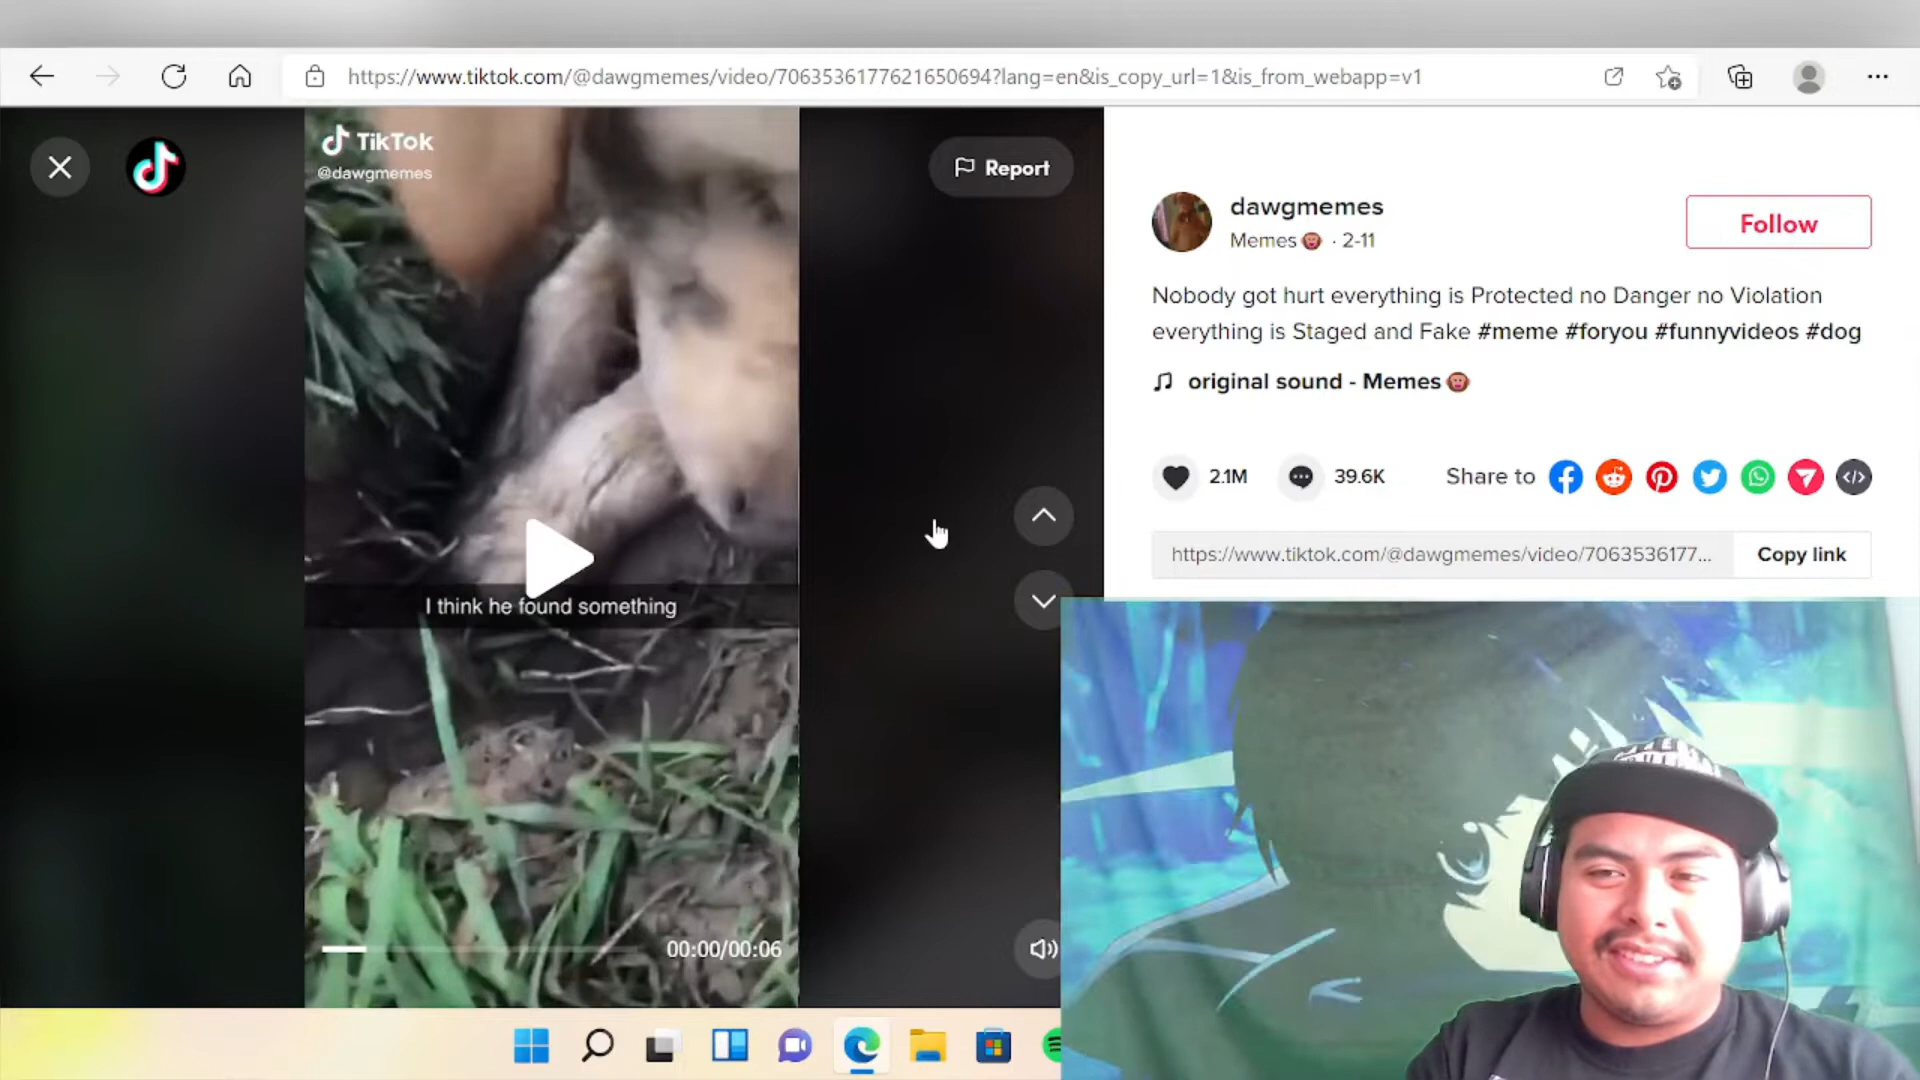 https://www.tiktok.com/@dawgmemes/video/7063536177621650694?lang=en&is_copy_url=1&is_from_webapp=v1
TikTok
@dawgmemes
Report
dawgmemes
Memes🐵 · 2-11
Follow
Nobody got hurt everything is Protected no Danger no Violation
everything is Staged and Fake #meme #foryou #funnyvideos #dog
original sound - Memes🐵
2.1M
39.6K
Share to
https://www.tiktok.com/@dawgmemes/video/7063536177...
Copy link
I think he found something
00:00/00:06